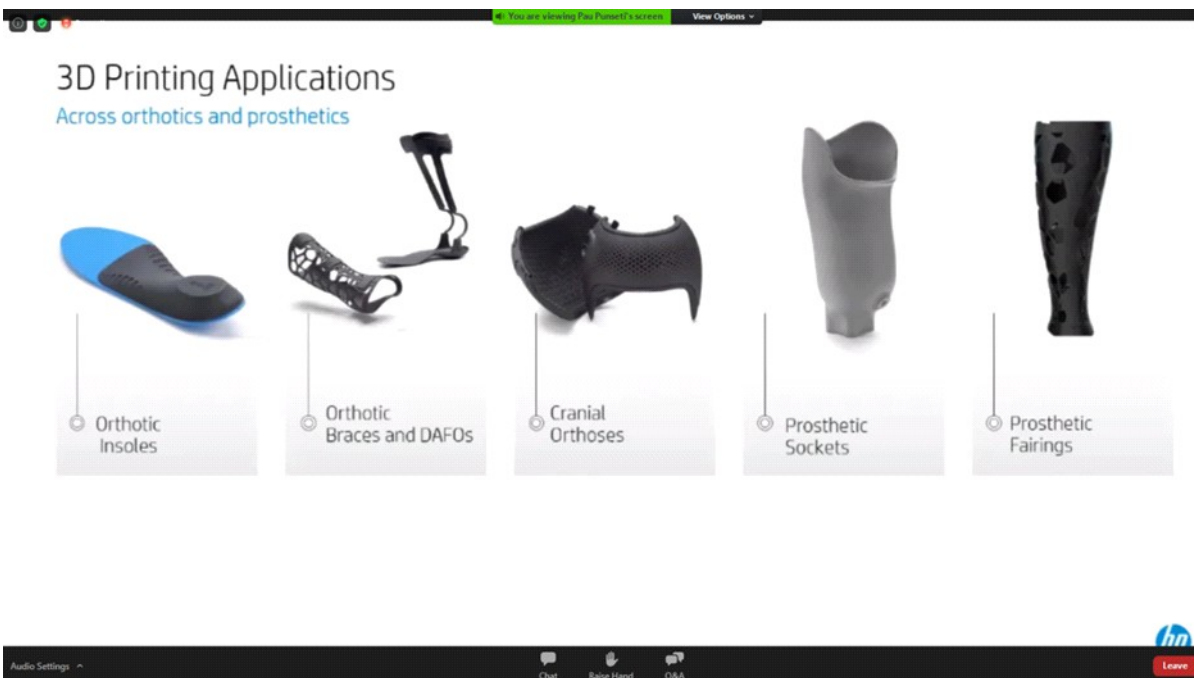 You are viewing Pau Punseti's screen
View Options
3D Printing Applications
Across orthotics and prosthetics
Orthotic
Insoles
Orthotic
Braces and DAFOs
Cranial
Orthoses
Prosthetic
Sockets
Prosthetic
Fairings
hp
Audio Settings
Chat
Raise Hand
Q&A
Leave